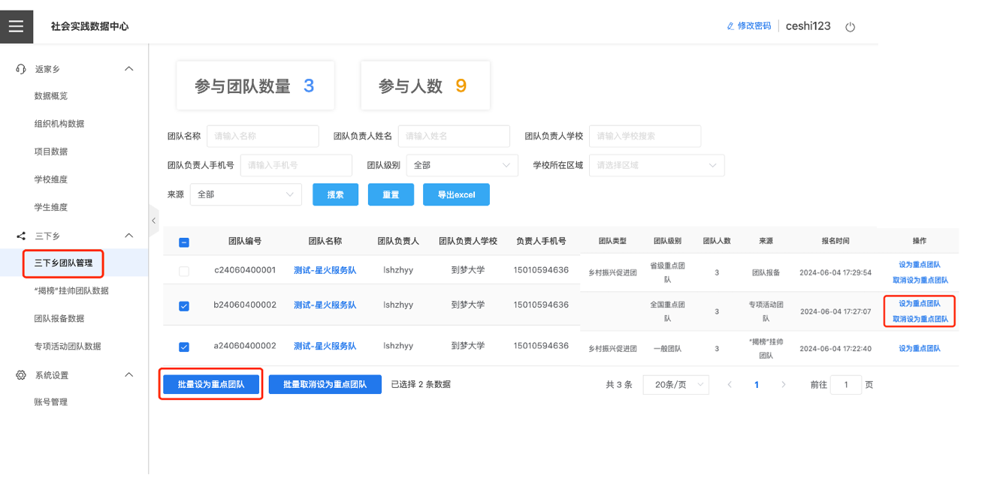 社会实践数据中心
修改密码
ceshi123
返家乡
数据概览
组织机构数据
项目数据
学校维度
学生维度
三下乡
三下乡团队管理
“揭榜”挂帅团队数据
团队报备数据
专项活动团队数据
系统设置
账号管理
参与团队数量 3
参与人数 9
团队名称 请输入名称 团队负责人姓名 请输入姓名 团队负责人学校 请输入学校搜索
团队负责人手机号 请输入手机号 团队级别 全部 学校所在区域 请选择区域
来源 全部 搜索 重置 导出excel
团队编号 团队名称 团队负责人 团队负责人学校 负责人手机号 团队类型 团队级别 团队人数 来源 报名时间 操作
c24060400001 测试-星火服务队 lshzhyy 到梦大学 15010594636 乡村振兴促进团 省级重点团队 3 团队报备 2024-06-04 17:29:54 设为重点团队 取消设为重点团队
b24060400002 测试-星火服务队 lshzhyy 到梦大学 15010594636 全国重点团队 3 专项活动团队 2024-06-04 17:27:07 设为重点团队 取消设为重点团队
a24060400002 测试-星火服务队 lshzhyy 到梦大学 15010594636 乡村振兴促进团 一般团队 3 “揭榜”挂帅团队 2024-06-04 17:22:40 设为重点团队
批量设为重点团队 批量取消设为重点团队 已选择 2 条数据 共 3 条 20条/页 1 前往 1 页